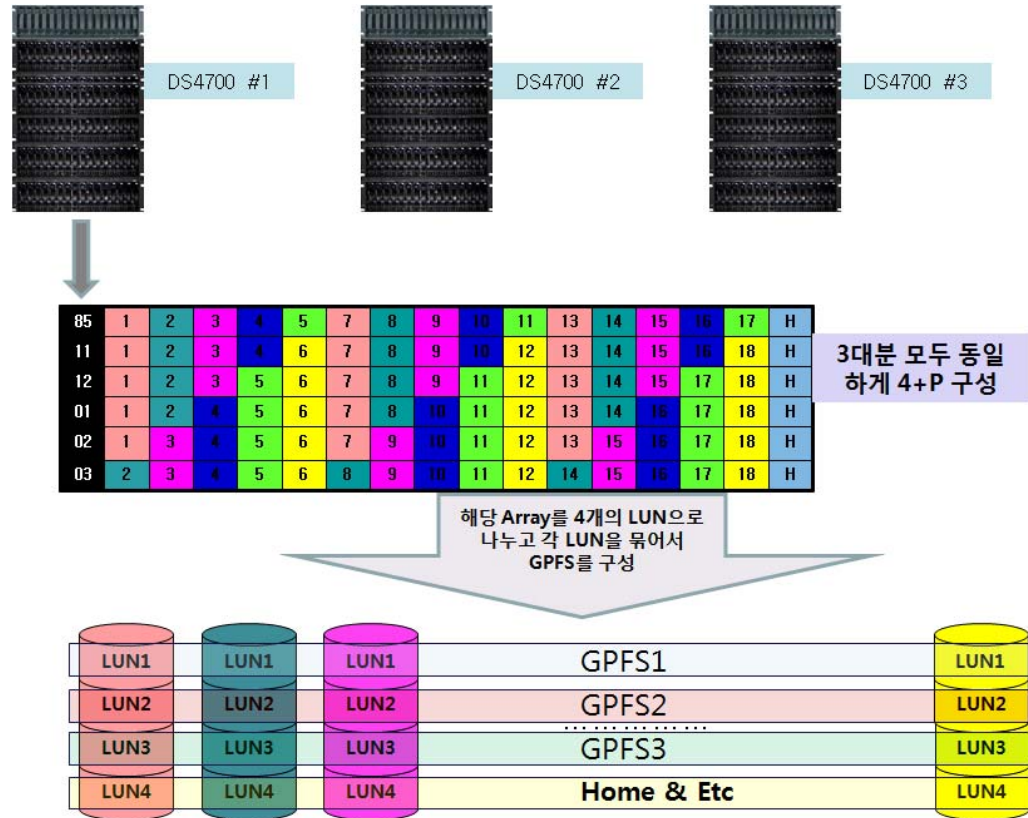 DS4700 #1
DS4700 #2
DS4700 #3
85 1 2 3 4 5 7 8 9 10 11 13 14 15 16 17 H
11 1 2 3 4 6 7 8 9 10 12 13 14 15 16 18 H
12 1 2 3 5 6 7 8 9 11 12 13 14 15 17 18 H
01 1 2 4 5 6 7 8 10 11 12 13 14 16 17 18 H
02 1 3 4 5 6 7 9 10 11 12 13 15 16 17 18 H
03 2 3 4 5 6 8 9 10 11 12 14 15 16 17 18 H
3대분 모두 동일
하게 4+P 구성
해당 Array를 4개의 LUN으로
나누고 각 LUN을 묶어서
GPFS를 구성
LUN1 LUN1 LUN1 GPFS1 LUN1
LUN2 LUN2 LUN2 GPFS2 LUN2
... ... ... ...
LUN3 LUN3 LUN3 GPFS3 LUN3
LUN4 LUN4 LUN4 Home & Etc LUN4